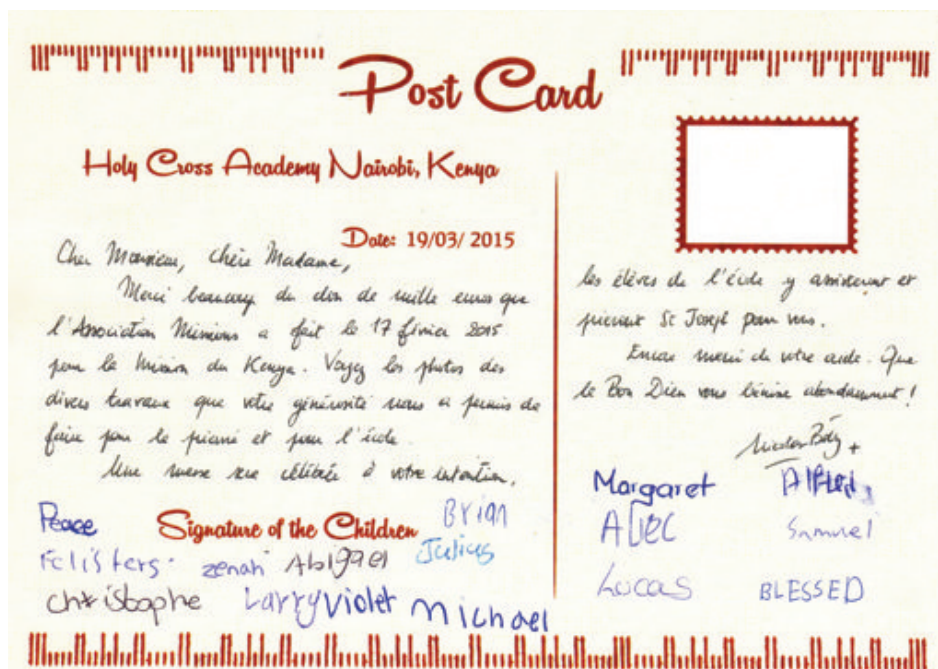 Post Card
Holy Cross Academy Nairobi, Kenya
Date: 19/03/ 2015
Cher Monsieur, chère Madame,
Merci beaucoup du don de mille euros que
l'Association Missions a fait le 17 février 2015
pour la Mission du Kenya. Voyez les photos des
divers travaux que votre générosité nous a permis de
faire pour le prieuré et pour l'école.
Une messe sera célébrée à votre intention,
les élèves de l'école y assisteront et
prieront St Joseph pour vous.
Encore merci de votre aide. Que
le Bon Dieu vous bénisse abondamment !
+
Signature of the Children
Peace
Brian
Felisters
zenah
Abigael
Julius
christophe
Larry
Violet
Michael
Margaret
Alfred
Alec
Samuel
Lucas
BLESSED